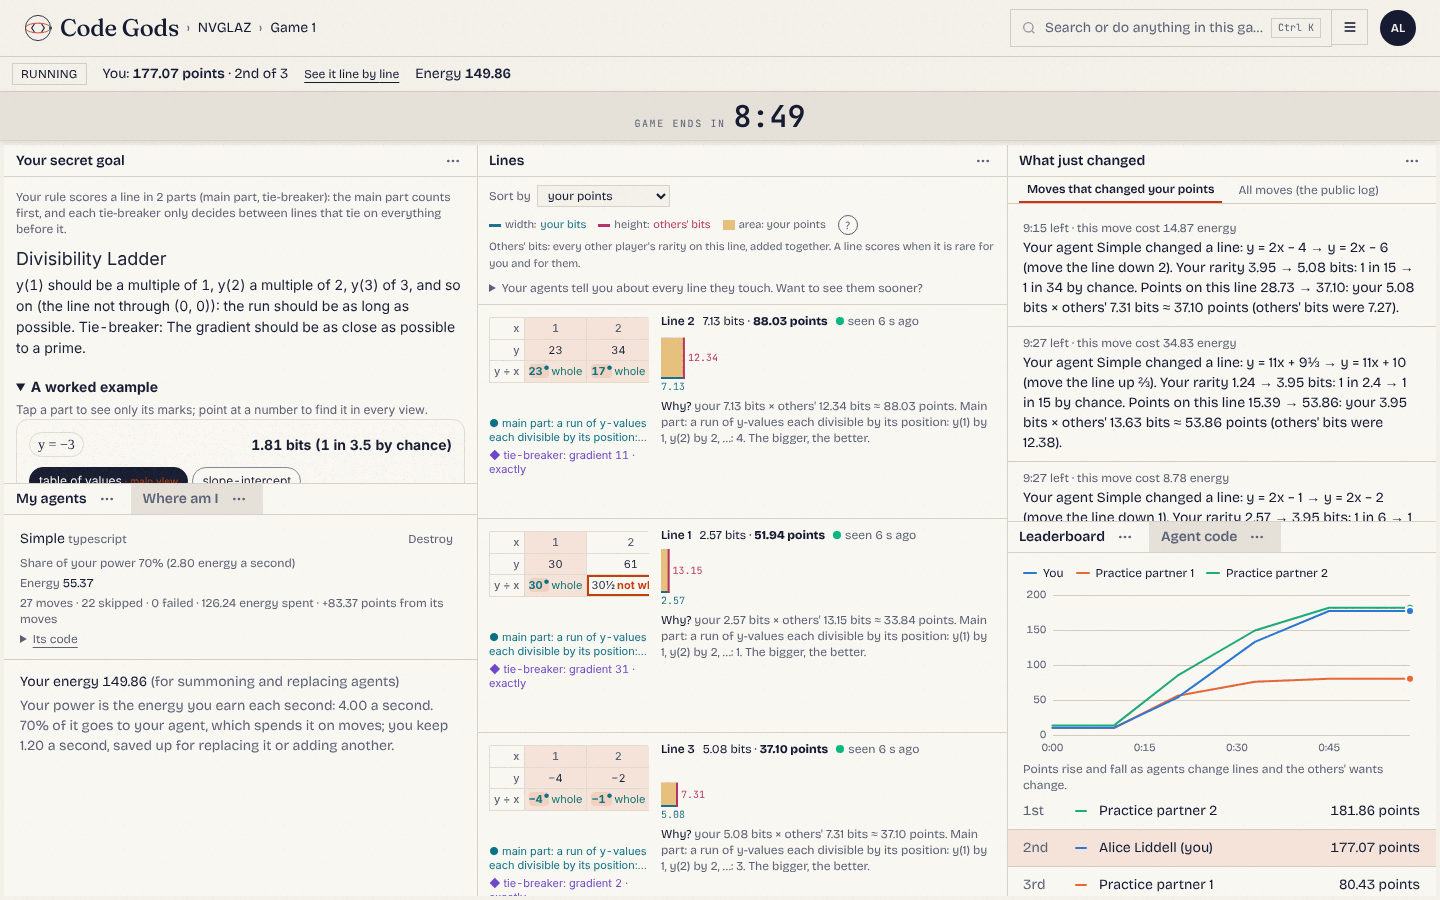 Code Gods › NVGLAZ › Game 1
Search or do anything in this ga... Ctrl K ≡ AL
RUNNING You: 177.07 points · 2nd of 3 See it line by line Energy 149.86
GAME ENDS IN 8:49
Your secret goal ···
Your rule scores a line in 2 parts (main part, tie-breaker): the main part counts
first, and each tie-breaker only decides between lines that tie on everything
before it.
Divisibility Ladder
y(1) should be a multiple of 1, y(2) a multiple of 2, y(3) of 3, and so
on (the line not through (0, 0)): the run should be as long as
possible. Tie-breaker: The gradient should be as close as possible
to a prime.
▼ A worked example
Tap a part to see only its marks; point at a number to find it in every view.
y = −3 1.81 bits (1 in 3.5 by chance)
table of values · main view slope-intercept
My agents ··· Where am I ···
Simple typescript Destroy
Share of your power 70% (2.80 energy a second)
Energy 55.37
27 moves · 22 skipped · 0 failed · 126.24 energy spent · +83.37 points from its
moves
▶ Its code
Your energy 149.86 (for summoning and replacing agents)
Your power is the energy you earn each second: 4.00 a second.
70% of it goes to your agent, which spends it on moves; you keep
1.20 a second, saved up for replacing it or adding another.
Lines ···
Sort by your points
width: your bits height: others' bits area: your points ?
Others' bits: every other player's rarity on this line, added together. A line scores when it is rare for
you and for them.
▶ Your agents tell you about every line they touch. Want to see them sooner?
x 1 2
y 23 34
y ÷ x 23 whole 17 whole
● main part: a run of y-values
each divisible by its position:...
◆ tie-breaker: gradient 11 ·
exactly
Line 2 7.13 bits · 88.03 points ● seen 6 s ago
12.34
7.13
Why? your 7.13 bits × others' 12.34 bits ≈ 88.03 points. Main
part: a run of y-values each divisible by its position: y(1) by
1, y(2) by 2, ...: 4. The bigger, the better.
x 1 2
y 30 61
y ÷ x 30 whole 30½ not wh
● main part: a run of y-values
each divisible by its position:...
◆ tie-breaker: gradient 31 ·
exactly
Line 1 2.57 bits · 51.94 points ● seen 6 s ago
13.15
2.57
Why? your 2.57 bits × others' 13.15 bits ≈ 33.84 points. Main
part: a run of y-values each divisible by its position: y(1) by
1, y(2) by 2, ...: 1. The bigger, the better.
x 1 2
y −4 −2
y ÷ x −4 whole −1 whole
● main part: a run of y-values
each divisible by its position:...
◆ tie-breaker: gradient 2 ·
exactly
Line 3 5.08 bits · 37.10 points ● seen 6 s ago
7.31
5.08
Why? your 5.08 bits × others' 7.31 bits ≈ 37.10 points. Main
part: a run of y-values each divisible by its position: y(1) by
1, y(2) by 2, ...: 3. The bigger, the better.
What just changed ···
Moves that changed your points All moves (the public log)
9:15 left · this move cost 14.87 energy
Your agent Simple changed a line: y = 2x − 4 → y = 2x − 6
(move the line down 2). Your rarity 3.95 → 5.08 bits: 1 in 15 →
1 in 34 by chance. Points on this line 28.73 → 37.10: your 5.08
bits × others' 7.31 bits ≈ 37.10 points (others' bits were 7.27).
9:27 left · this move cost 34.83 energy
Your agent Simple changed a line: y = 11x + 9⅓ → y = 11x + 10
(move the line up ⅔). Your rarity 1.24 → 3.95 bits: 1 in 2.4 → 1
in 15 by chance. Points on this line 15.39 → 53.86: your 3.95
bits × others' 13.63 bits ≈ 53.86 points (others' bits were
12.38).
9:27 left · this move cost 8.78 energy
Your agent Simple changed a line: y = 2x − 1 → y = 2x − 2
(move the line down 1). Your rarity 2.57 → 3.95 bits: 1 in 6 → 1
Leaderboard ··· Agent code ···
You Practice partner 1 Practice partner 2
200
150
100
50
0
0:00 0:15 0:30 0:45
Points rise and fall as agents change lines and the others' wants
change.
1st Practice partner 2 181.86 points
2nd Alice Liddell (you) 177.07 points
3rd Practice partner 1 80.43 points